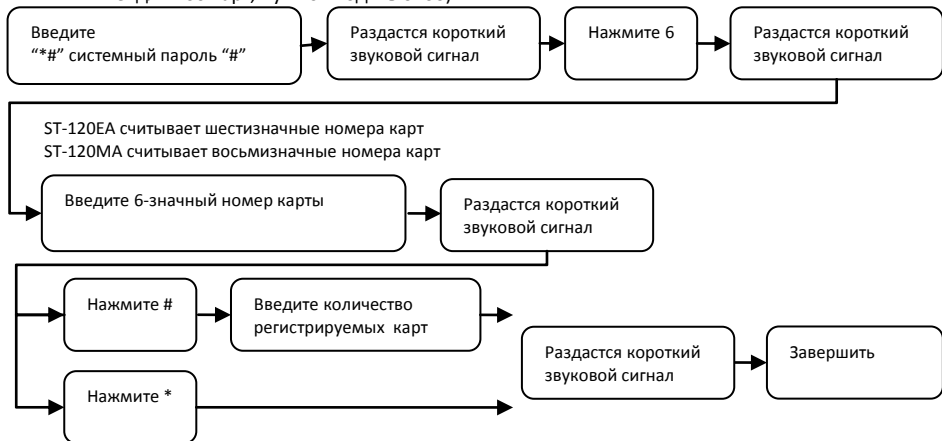 Введите
“*#” системный пароль “#”
Раздастся короткий
звуковой сигнал
Нажмите 6
Раздастся короткий
звуковой сигнал
ST-120EA считывает шестизначные номера карт
ST-120MA считывает восьмизначные номера карт
Введите 6-значный номер карты
Раздастся короткий
звуковой сигнал
Нажмите #
Введите количество
регистрируемых карт
Раздастся короткий
звуковой сигнал
Завершить
Нажмите *